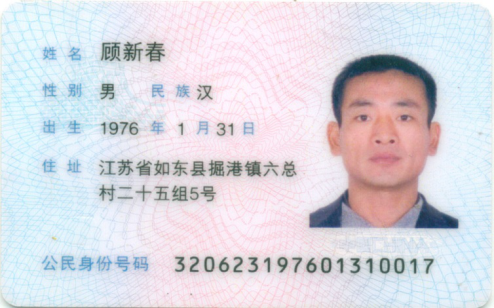 姓名 顾新春
性别 男 民族 汉
出生 1976 年 1 月 31 日
住址 江苏省如东县掘港镇六总
村二十五组5号
公民身份号码 320623197601310017